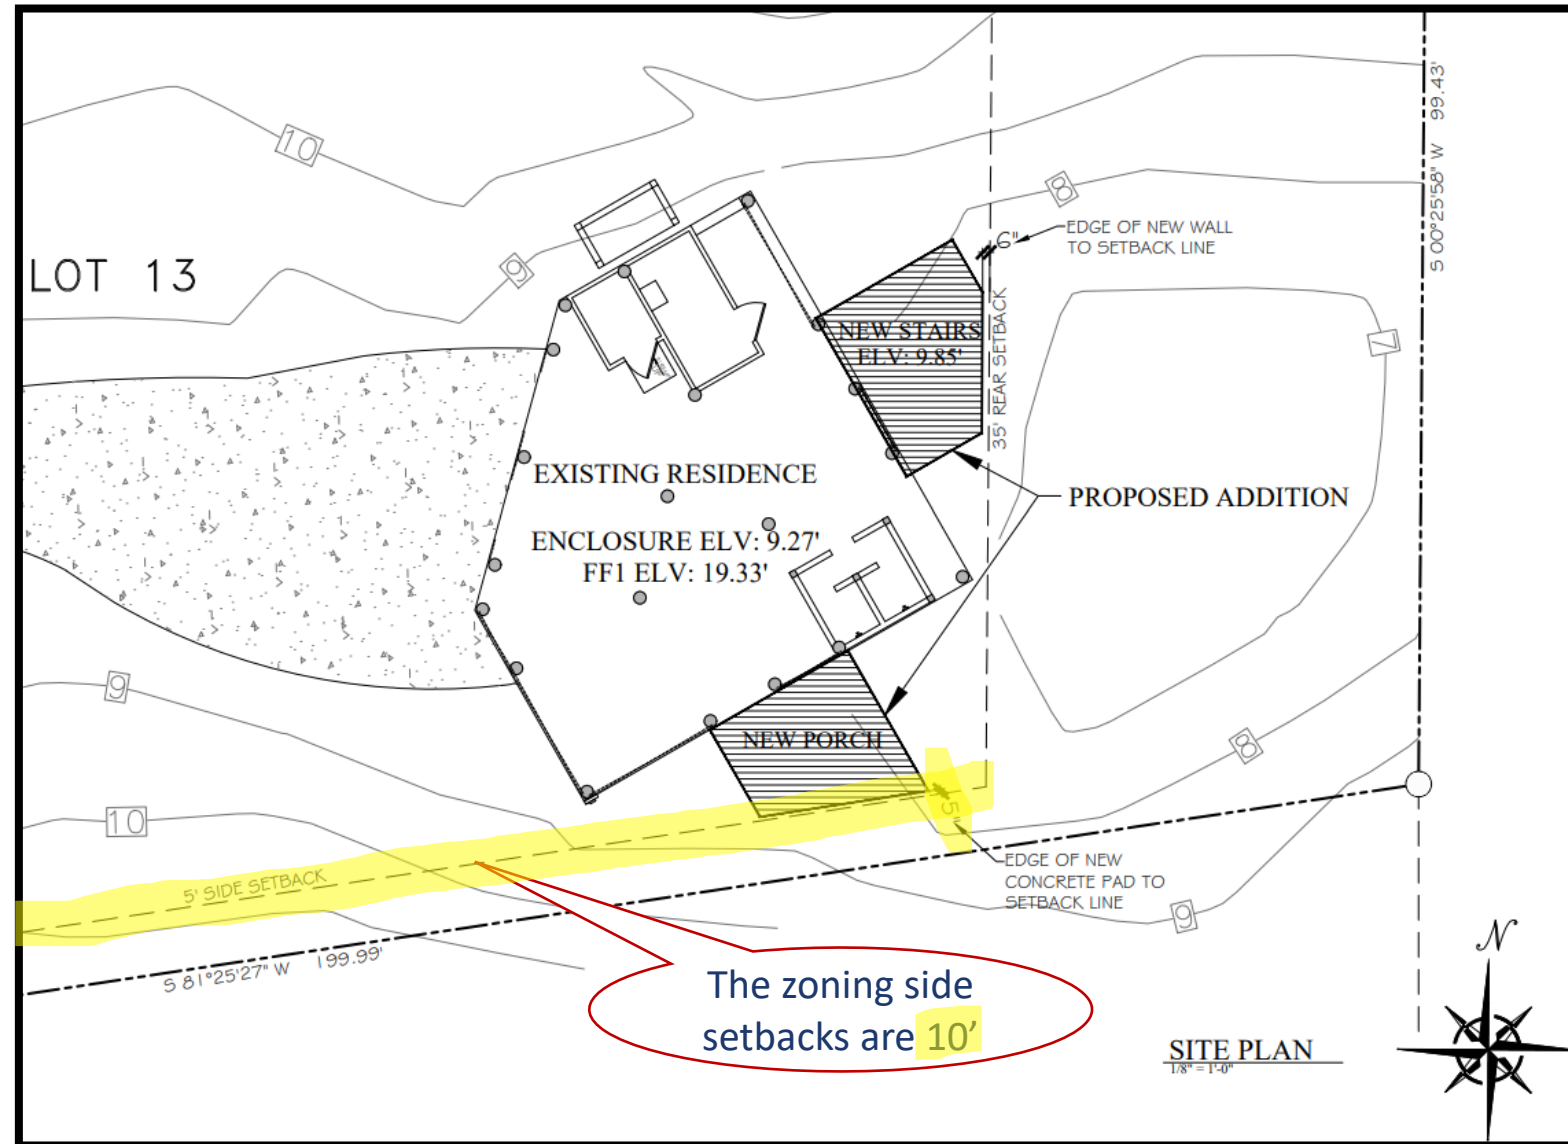 10
S 00°25'58" W 99.43'
8
6"
EDGE OF NEW WALL
TO SETBACK LINE
LOT 13
9
NEW STAIRS
ELV: 9.85'
35' REAR SETBACK
7
EXISTING RESIDENCE
PROPOSED ADDITION
ENCLOSURE ELV: 9.27'
FF1 ELV: 19.33'
9
NEW PORCH
8
10
5"
EDGE OF NEW
CONCRETE PAD TO
SETBACK LINE
5' SIDE SETBACK
9
S 81°25'27" W 199.99'
N
The zoning side
setbacks are 10’
SITE PLAN
1/8" = 1'-0"